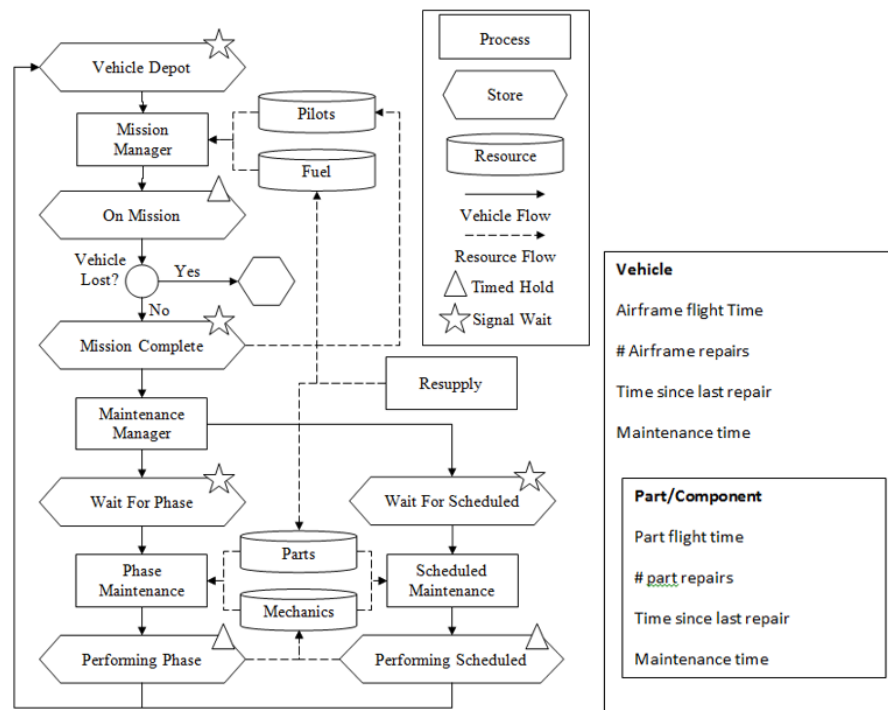 Vehicle Depot
Mission
Manager
Pilots
Fuel
On Mission
Vehicle
Lost?
Yes
No
Mission Complete
Resupply
Maintenance
Manager
Wait For Phase
Wait For Scheduled
Phase
Maintenance
Parts
Mechanics
Scheduled
Maintenance
Performing Phase
Performing Scheduled
Process
Store
Resource
Vehicle Flow
Resource Flow
Timed Hold
Signal Wait
Vehicle
Airframe flight Time
# Airframe repairs
Time since last repair
Maintenance time
Part/Component
Part flight time
# part repairs
Time since last repair
Maintenance time